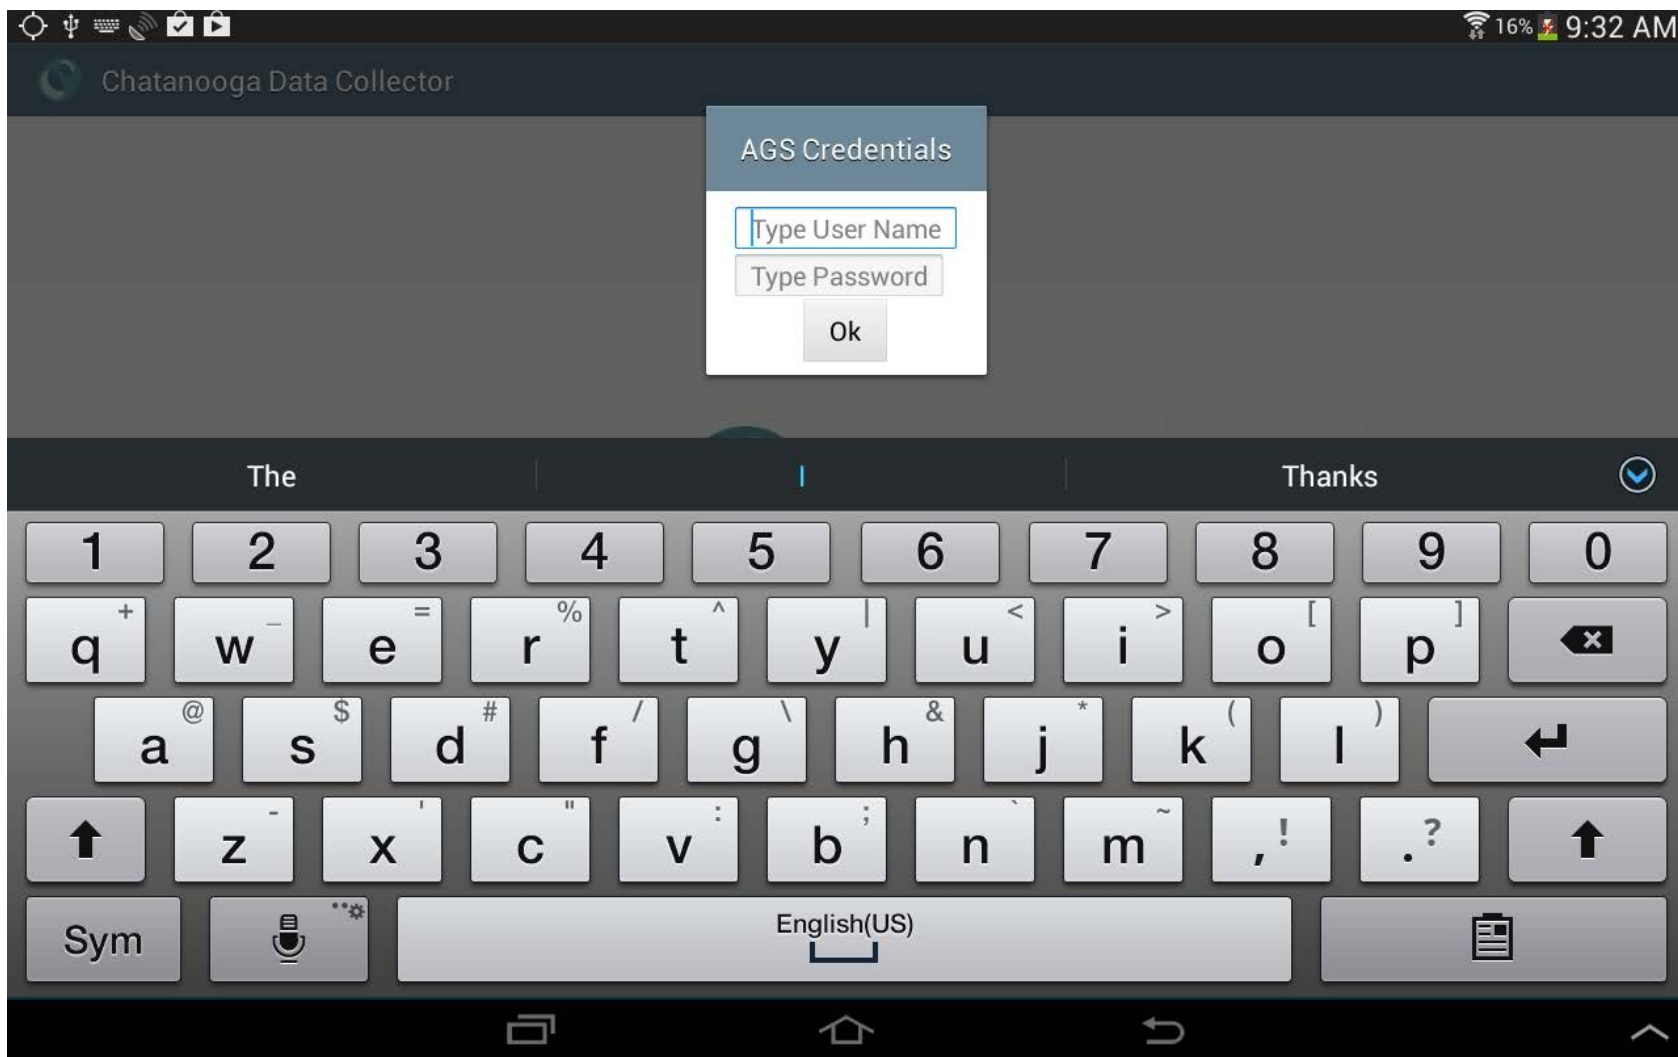 16% 9:32 AM
Chatanooga Data Collector
AGS Credentials
Type User Name
Type Password
Ok
The I Thanks
1 2 3 4 5 6 7 8 9 0
q + w _ e = r % t ^ y | u < i > o [ p ]
a @ s $ d # f / g \ h & j * k ( l )
z - x ' c " v : b ; n ` m ~ , ! . ?
Sym English(US)